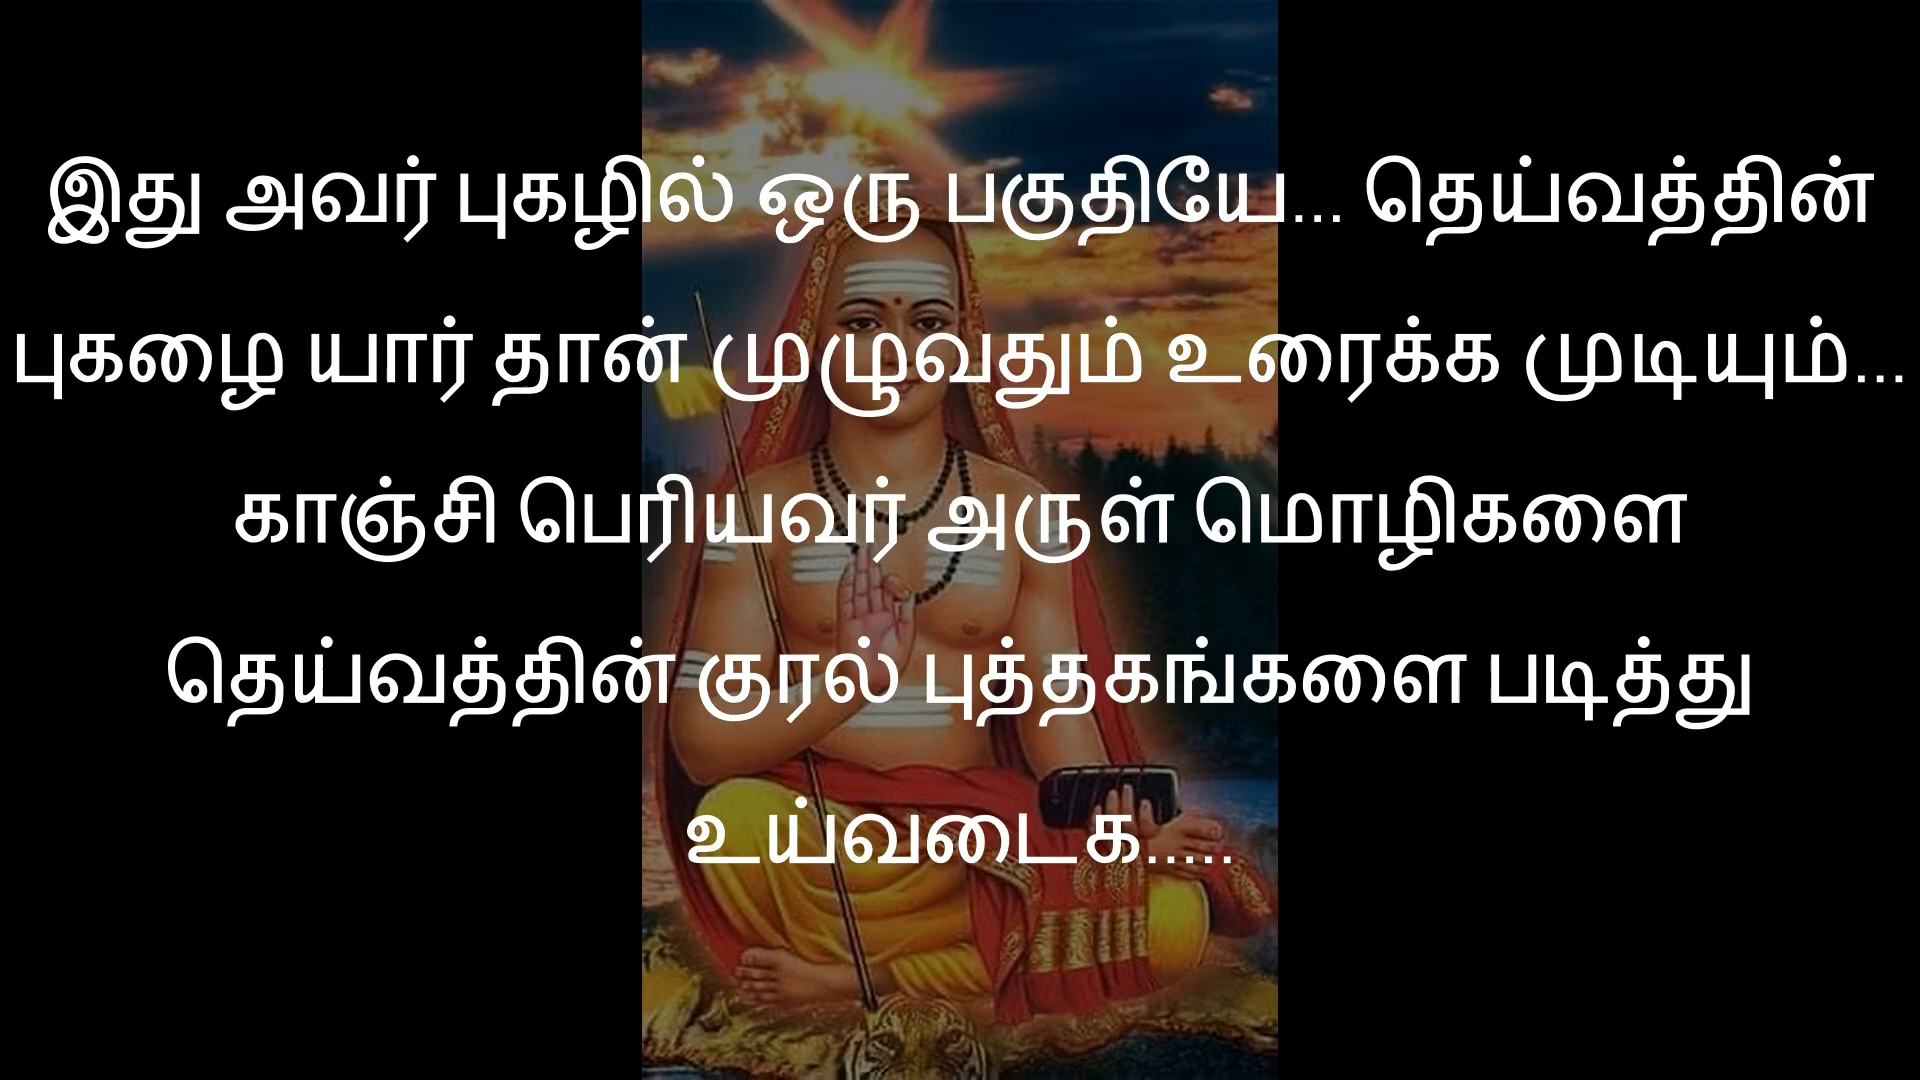 இது அவர் புகழில் ஒரு பகுதியே... தெய்வத்தின்
புகழை யார் தான் முழுவதும் உரைக்க முடியும்...
காஞ்சி பெரியவர் அருள் மொழிகளை
தெய்வத்தின் குரல் புத்தகங்களை படித்து
உய்வடைக.....